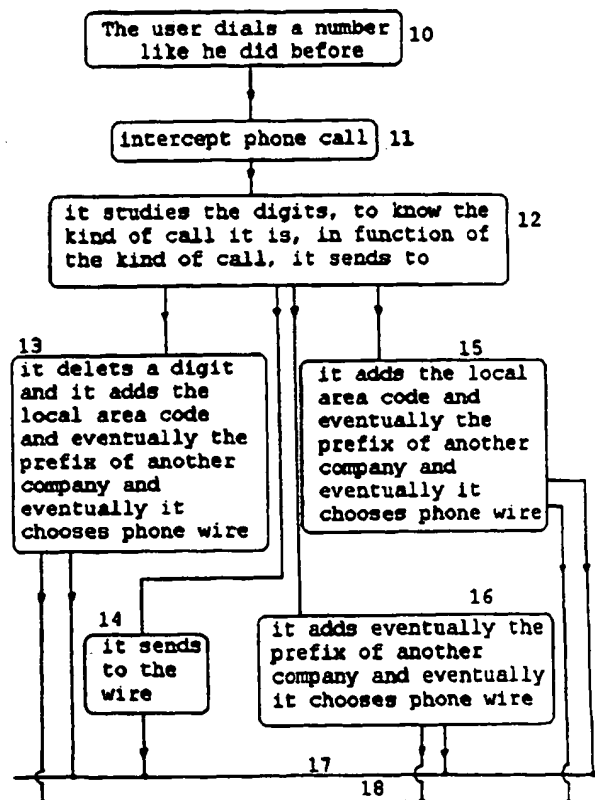 The user dials a number
like he did before
10
intercept phone call
11
it studies the digits, to know the
kind of call it is, in function of
the kind of call, it sends to
12
13
it delets a digit
and it adds the
local area code
and eventually the
prefix of another
company and
eventually it
chooses phone wire
15
it adds the local
area code and
eventually the
prefix of another
company and
eventually it
chooses phone wire
14
it sends
to the
wire
16
it adds eventually the
prefix of another
company and eventually
it chooses phone wire
17
18